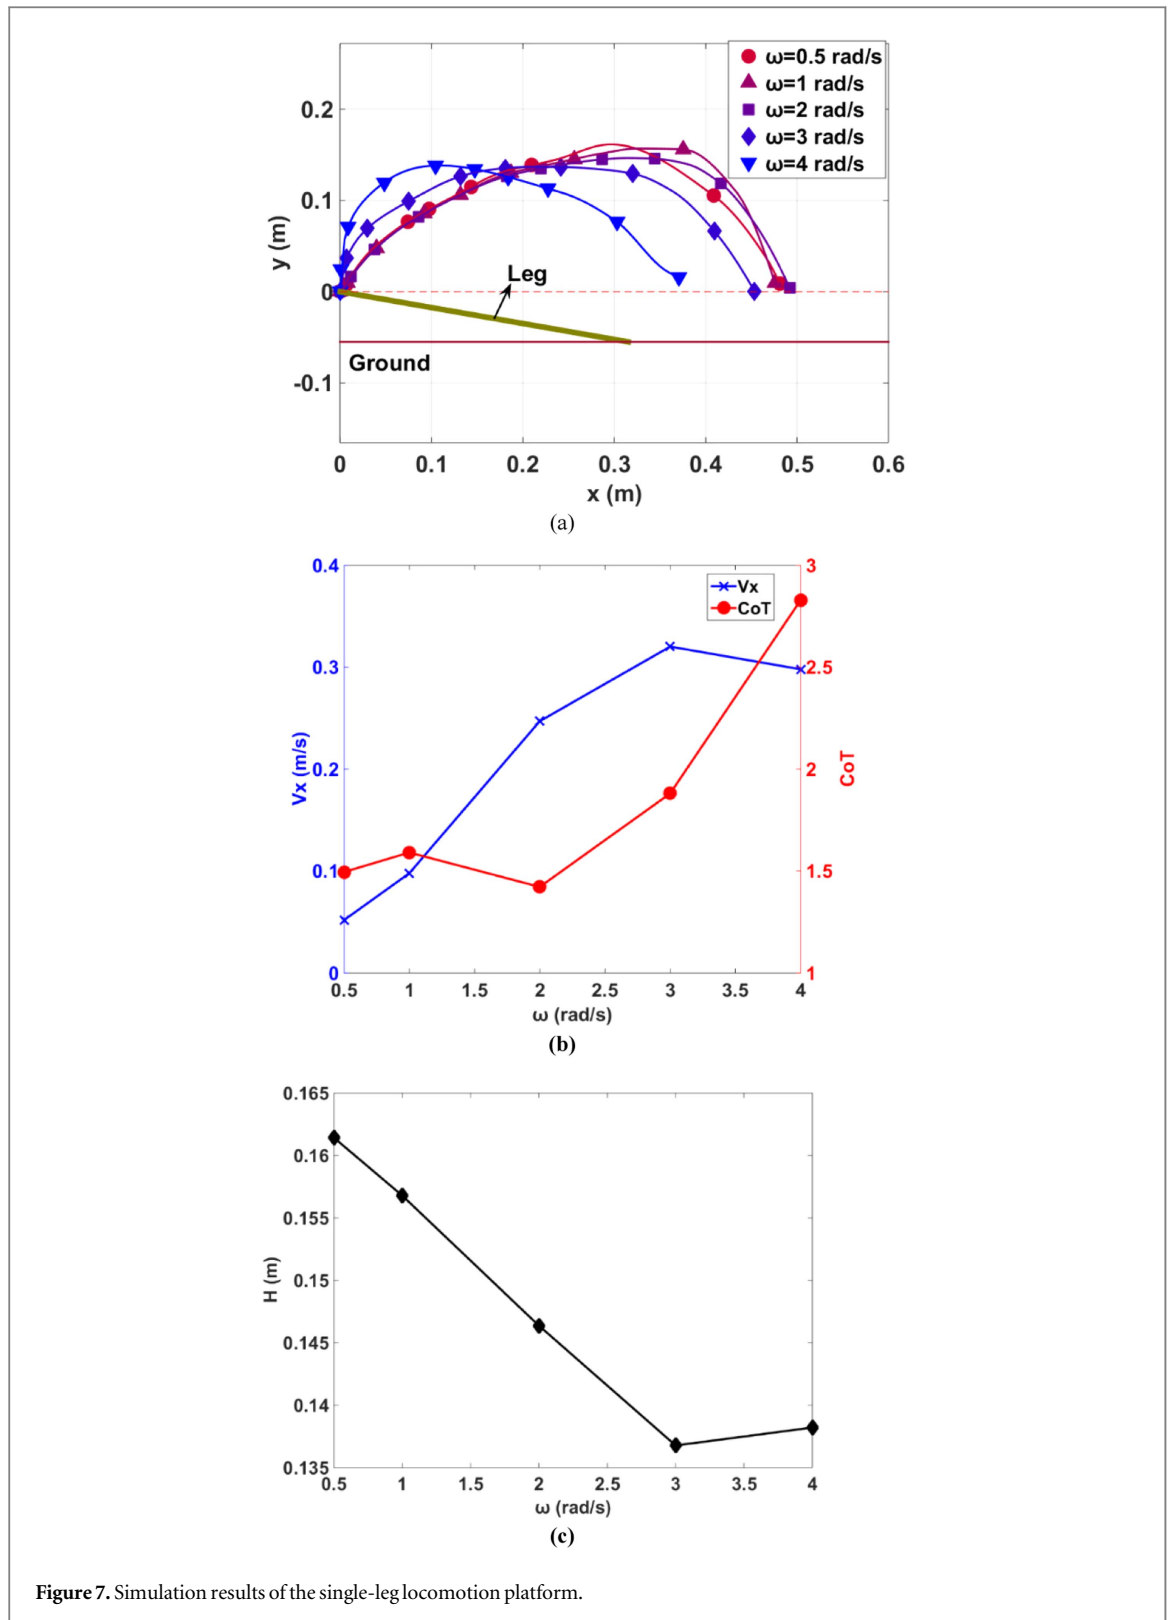 ω=0.5 rad/s
ω=1 rad/s
ω=2 rad/s
ω=3 rad/s
ω=4 rad/s
0.2
0.1
0
-0.1
y (m)
Leg
Ground
0 0.1 0.2 0.3 0.4 0.5 0.6
x (m)
(a)
0.4
0.3
0.2
0.1
0
Vx (m/s)
Vx
CoT
3
2.5
2
1.5
1
CoT
0.5 1 1.5 2 2.5 3 3.5 4
ω (rad/s)
(b)
0.165
0.16
0.155
0.15
0.145
0.14
0.135
H (m)
0.5 1 1.5 2 2.5 3 3.5 4
ω (rad/s)
(c)
Figure 7. Simulation results of the single-leg locomotion platform.